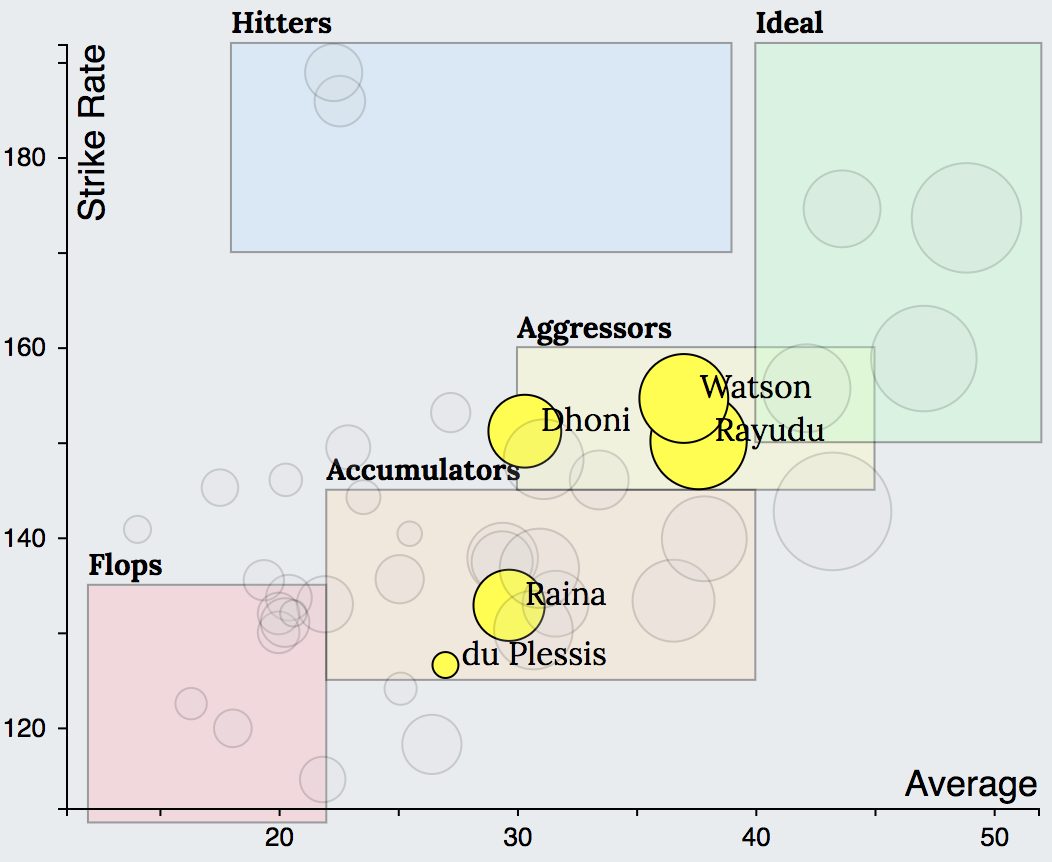 Hitters
Ideal
Strike Rate
180
160
Aggressors
Watson
Dhoni
Rayudu
Accumulators
140
Flops
Raina
du Plessis
120
Average
20
30
40
50